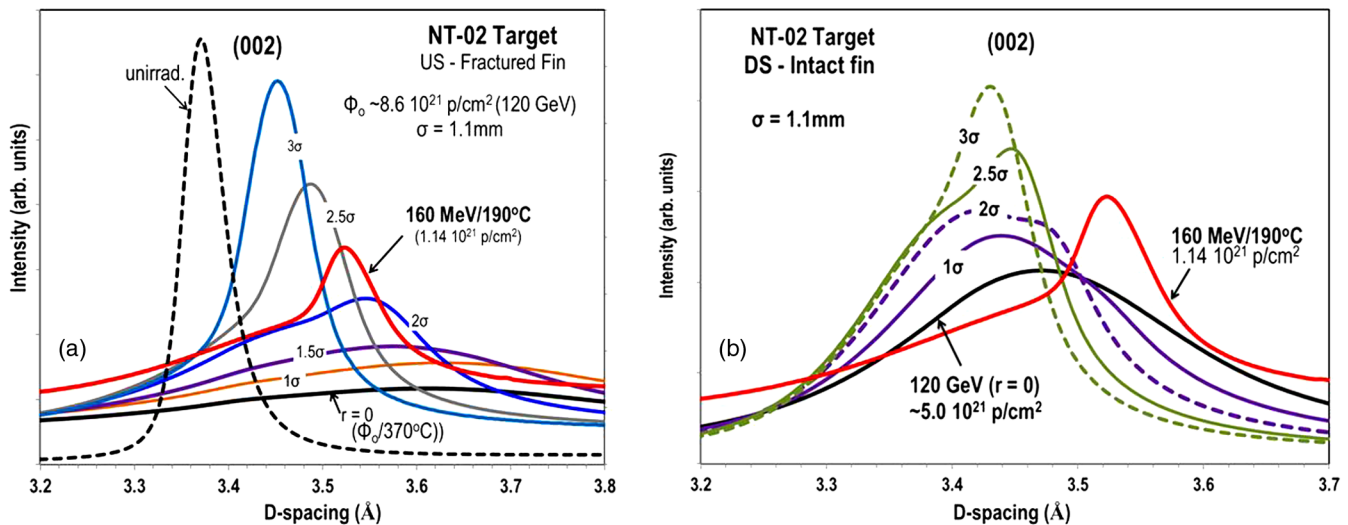 (002)
NT-02 Target
US - Fractured Fin
unirrad.
Φo ~8.6 10²¹ p/cm² (120 GeV)
σ = 1.1mm
3σ
2.5σ
160 MeV/190ºC
(1.14 10²¹ p/cm²)
2σ
(a)
1.5σ
1σ
r = 0
(Φo/370ºC))
Intensity (arb. units)
3.2 3.3 3.4 3.5 3.6 3.7 3.8
D-spacing (Å)
NT-02 Target
DS - Intact fin
(002)
σ = 1.1mm
3σ
2.5σ
2σ
160 MeV/190ºC
1.14 10²¹ p/cm²
1σ
(b)
120 GeV (r = 0)
~5.0 10²¹ p/cm²
Intensity (arb. units)
3.2 3.3 3.4 3.5 3.6 3.7
D-spacing (Å)